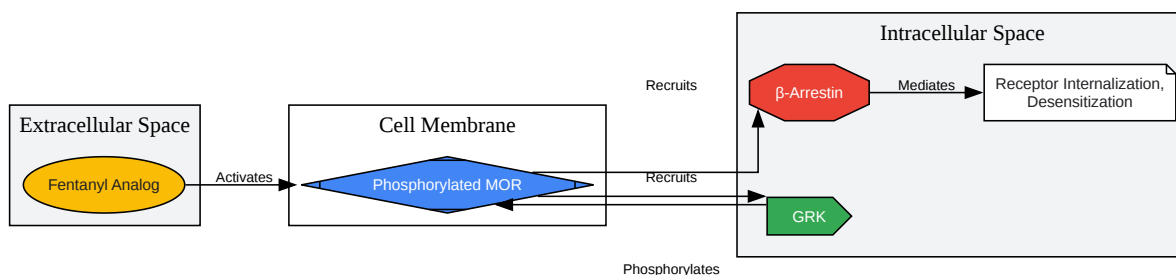 Extracellular Space
Fentanyl Analog
Activates
Cell Membrane
Phosphorylated MOR
Recruits
Recruits
Phosphorylates
Intracellular Space
β-Arrestin
Mediates
Receptor Internalization,
Desensitization
GRK